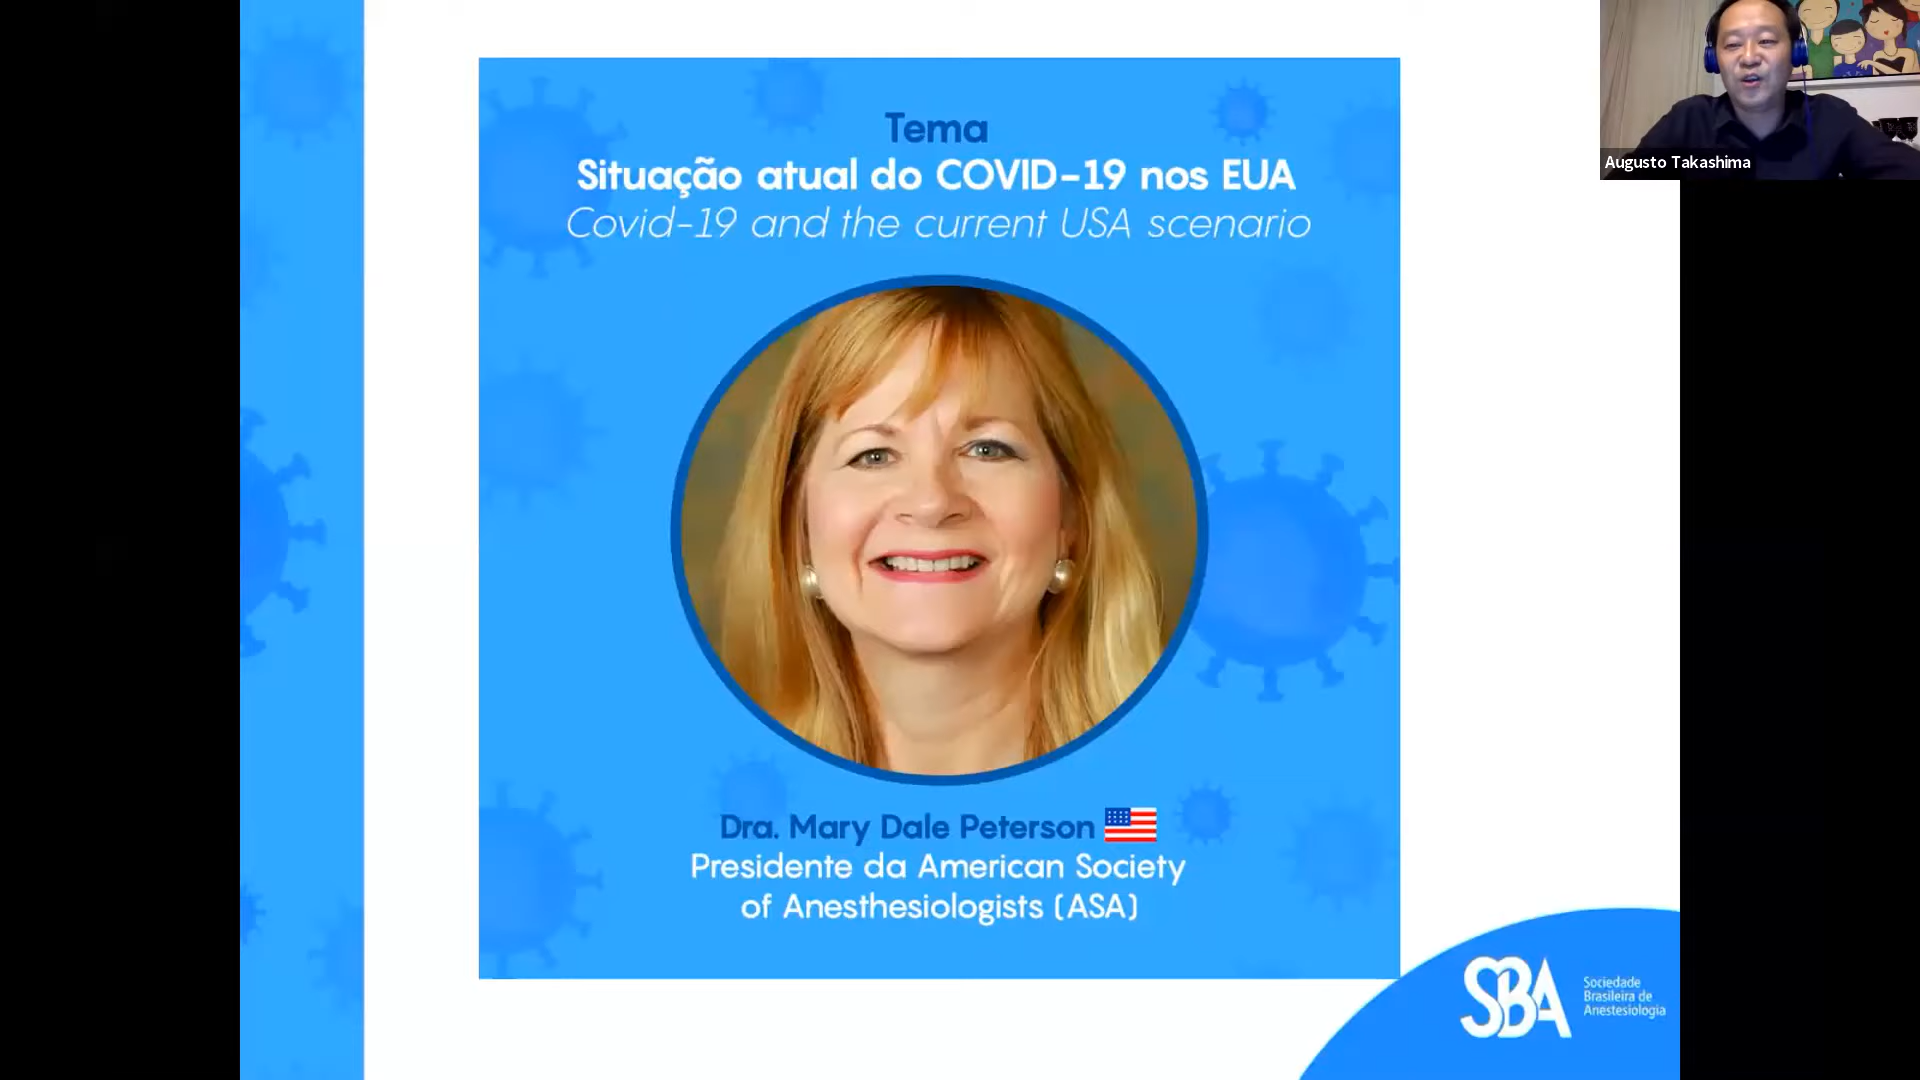 Tema
Situação atual do COVID-19 nos EUA
Covid-19 and the current USA scenario
Dra. Mary Dale Peterson
Presidente da American Society
of Anesthesiologists (ASA)
SBA
Sociedade
Brasileira de
Anestesiologia
Augusto Takashima